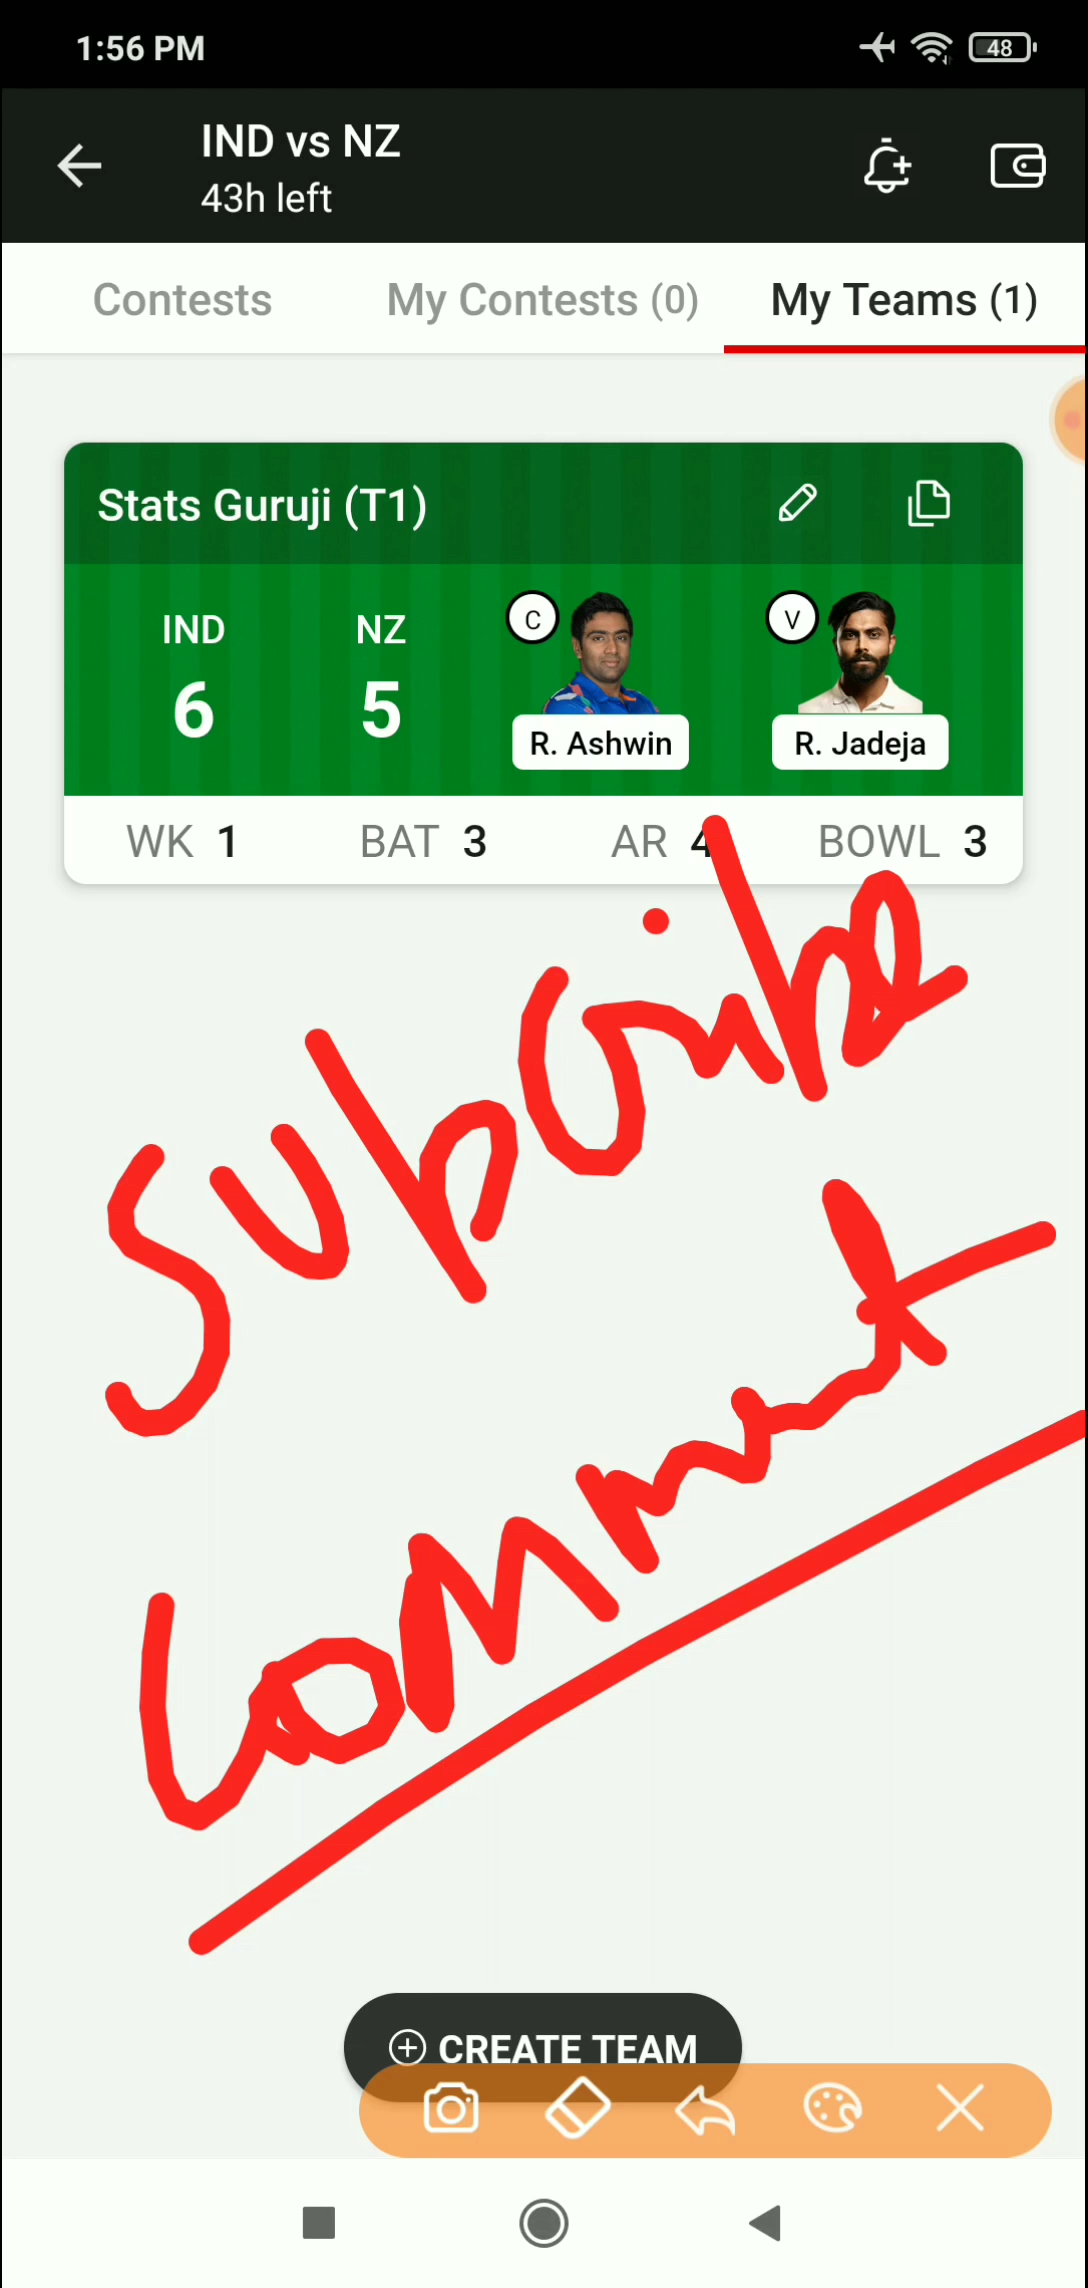 1:56 PM 48
IND vs NZ
43h left
Contests My Contests (0) My Teams (1)
Stats Guruji (T1)
IND NZ C V
6 5
R. Ashwin R. Jadeja
WK 1 BAT 3 AR 4 BOWL 3
Subcribe
Commnt
CREATE TEAM